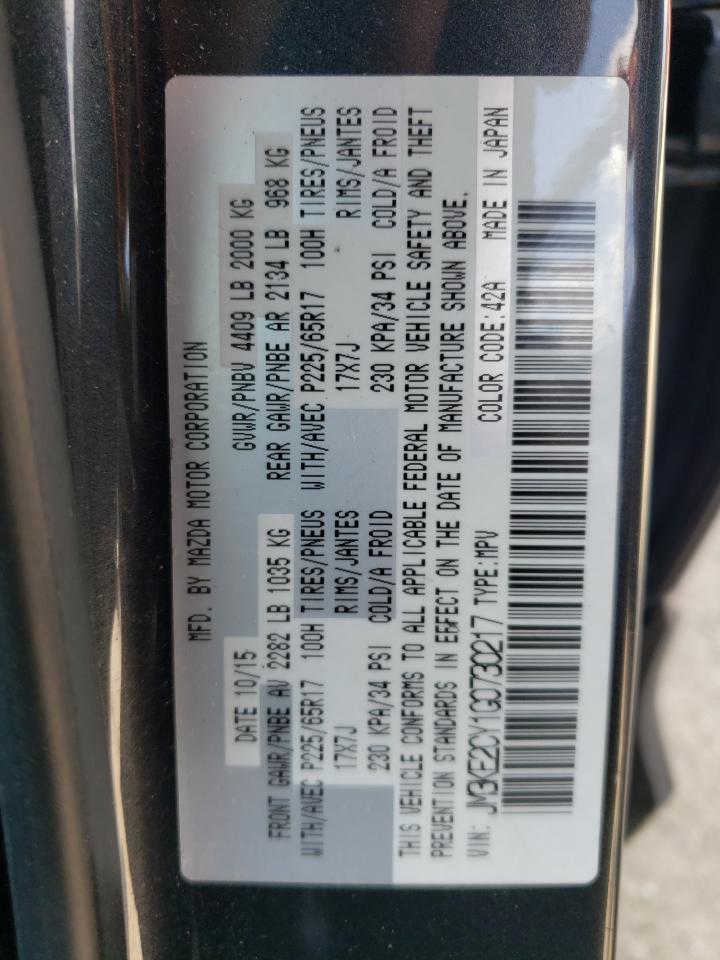 MFD. BY MAZDA MOTOR CORPORATION
DATE 10/15 GVWR/PNBV 4409 LB 2000 KG
FRONT GAWR/PNBE AV 2282 LB 1035 KG REAR GAWR/PNBE AR 2134 LB 968 KG
WITH/AVEC P225/65R17 100H TIRES/PNEUS WITH/AVEC P225/65R17 100H TIRES/PNEUS
17X7J RIMS/JANTES 17X7J RIMS/JANTES
230 KPA/34 PSI COLD/A FROID 230 KPA/34 PSI COLD/A FROID
THIS VEHICLE CONFORMS TO ALL APPLICABLE FEDERAL MOTOR VEHICLE SAFETY AND THEFT
PREVENTION STANDARDS IN EFFECT ON THE DATE OF MANUFACTURE SHOWN ABOVE.
VIN: JM3KE2CY1G0730217 TYPE:MPV COLOR CODE:42A MADE IN JAPAN